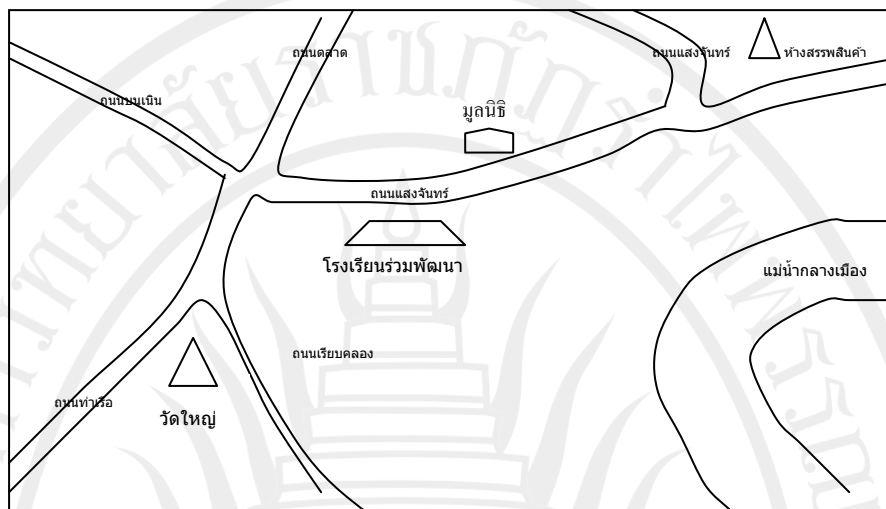 ถนนตลาด
ถนนแสงจันทร์
ห้างสรรพสินค้า
ถนนบนเนิน
มูลนิธิ
ถนนแสงจันทร์
โรงเรียนร่วมพัฒนา
แม่น้ำกลางเมือง
ถนนเรียบคลอง
ถนนท่าเรือ
วัดใหญ่